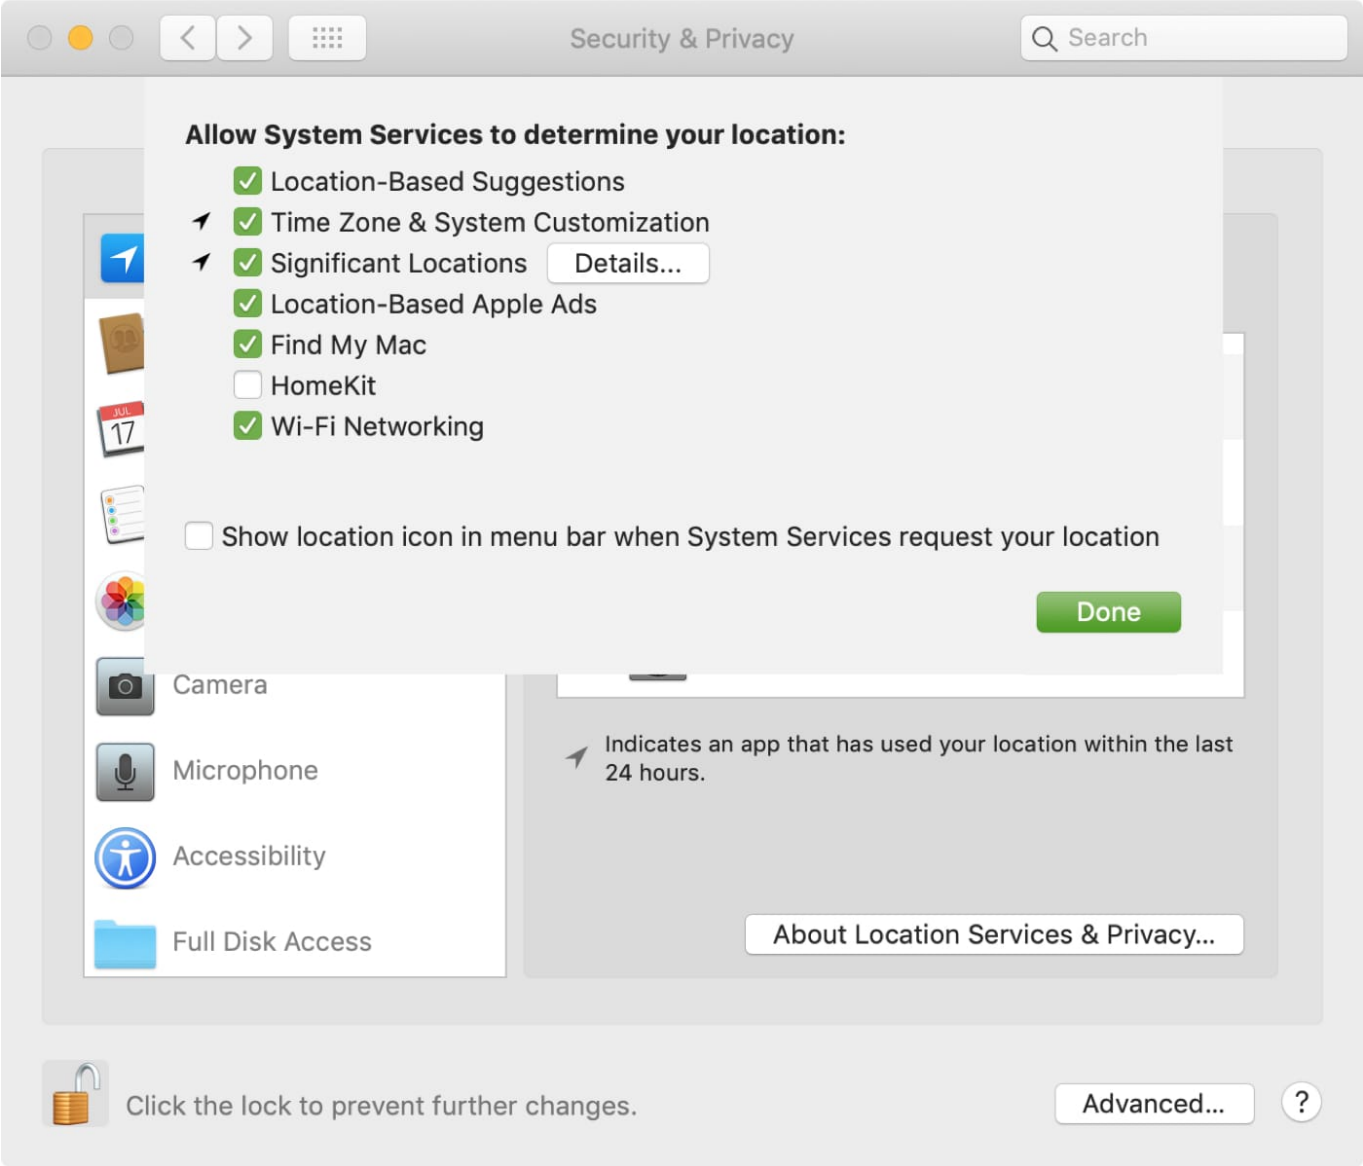 Security & Privacy
Search
Allow System Services to determine your location:
Location-Based Suggestions
Time Zone & System Customization
Significant Locations
Details...
Location-Based Apple Ads
Find My Mac
HomeKit
Wi-Fi Networking
Show location icon in menu bar when System Services request your location
Done
JUL
17
Camera
Microphone
Accessibility
Full Disk Access
Indicates an app that has used your location within the last
24 hours.
About Location Services & Privacy...
Click the lock to prevent further changes.
Advanced...
?